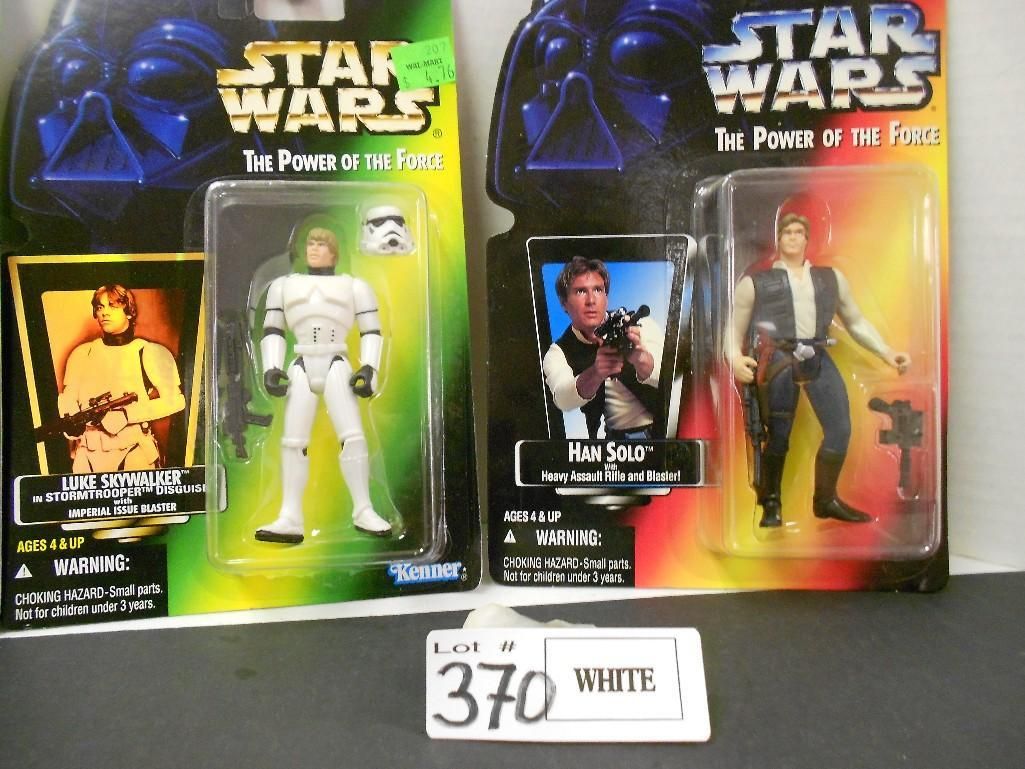 STAR
WARS®
THE POWER OF THE FORCE
207
WAL-MART
4.76
LUKE SKYWALKER™
IN STORMTROOPER™ DISGUISE
with
IMPERIAL ISSUE BLASTER
AGES 4 & UP
WARNING:
CHOKING HAZARD-Small parts.
Not for children under 3 years.
Kenner®
STAR
WARS
THE POWER OF THE FORCE
HAN SOLO™
With
Heavy Assault Rifle and Blaster!
AGES 4 & UP
WARNING:
CHOKING HAZARD-Small parts.
Not for children under 3 years.
Lot #
370
WHITE